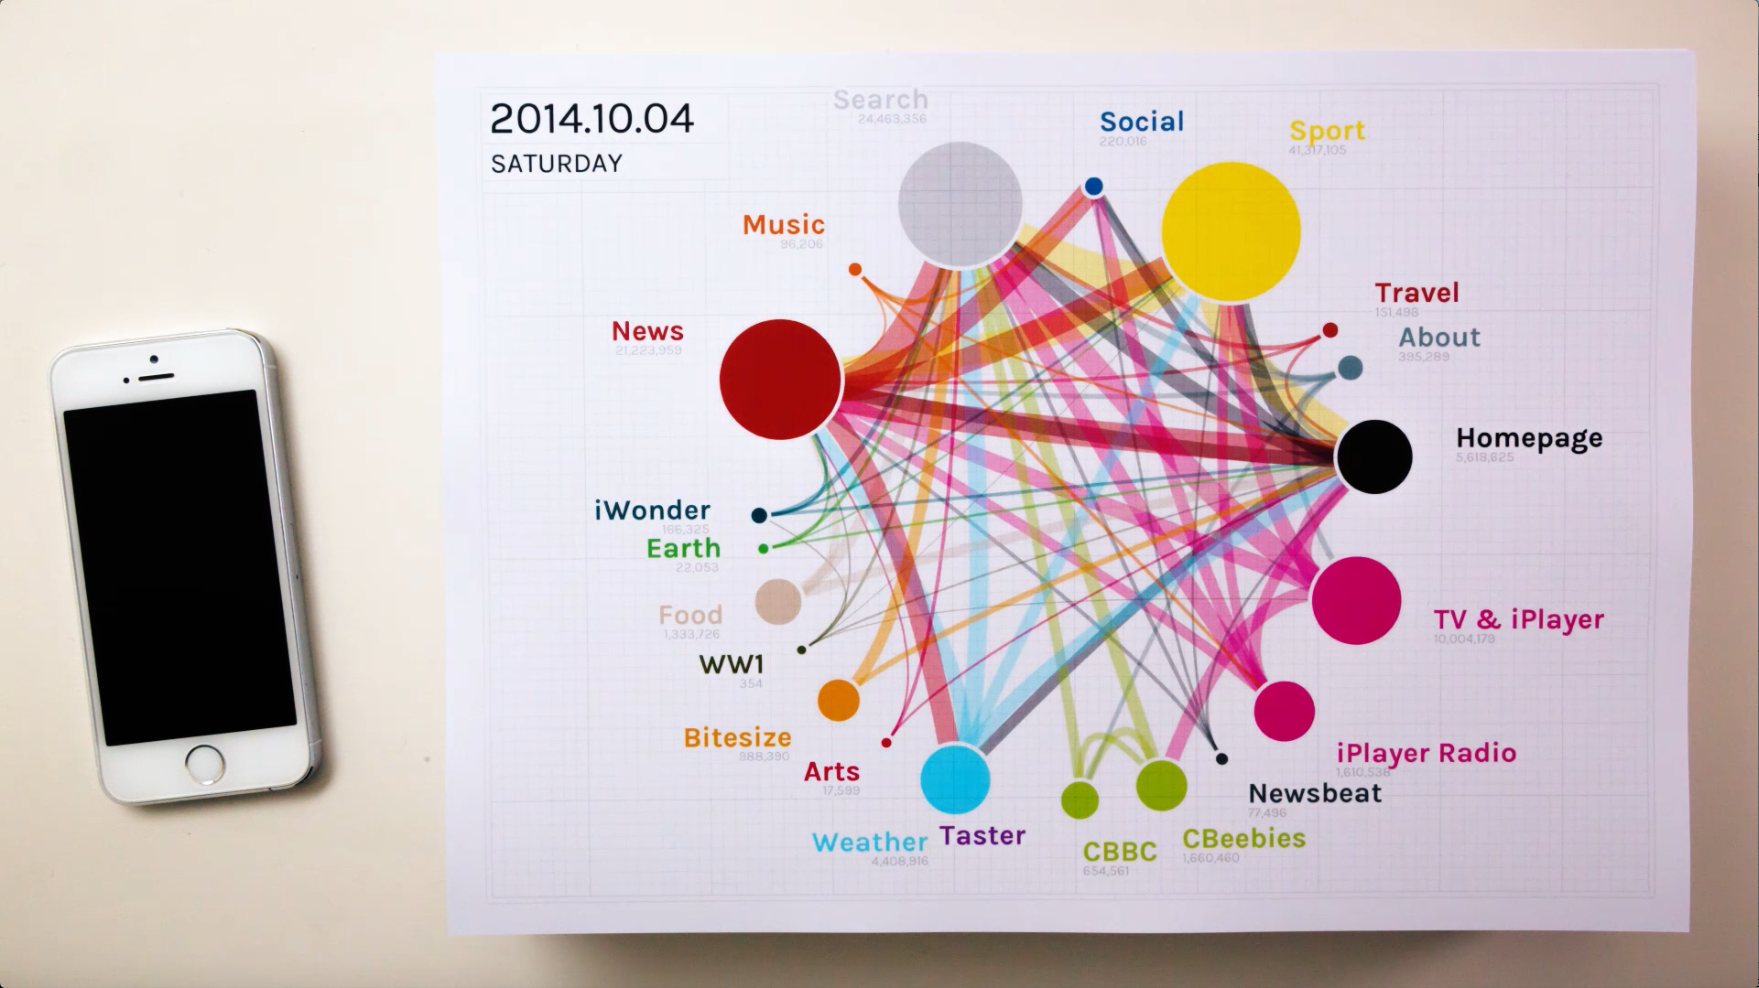 2014.10.04
SATURDAY
Search
24,463,356
Social
220,016
Sport
41,317,105
Music
96,206
Travel
151,498
News
21,223,959
About
395,289
Homepage
5,618,625
iWonder
166,325
Earth
22,053
Food
1,333,726
TV & iPlayer
10,004,179
WW1
354
Bitesize
988,390
iPlayer Radio
1,610,538
Arts
17,599
Newsbeat
77,496
Weather
4,408,916
Taster
CBeebies
1,660,460
CBBC
654,561